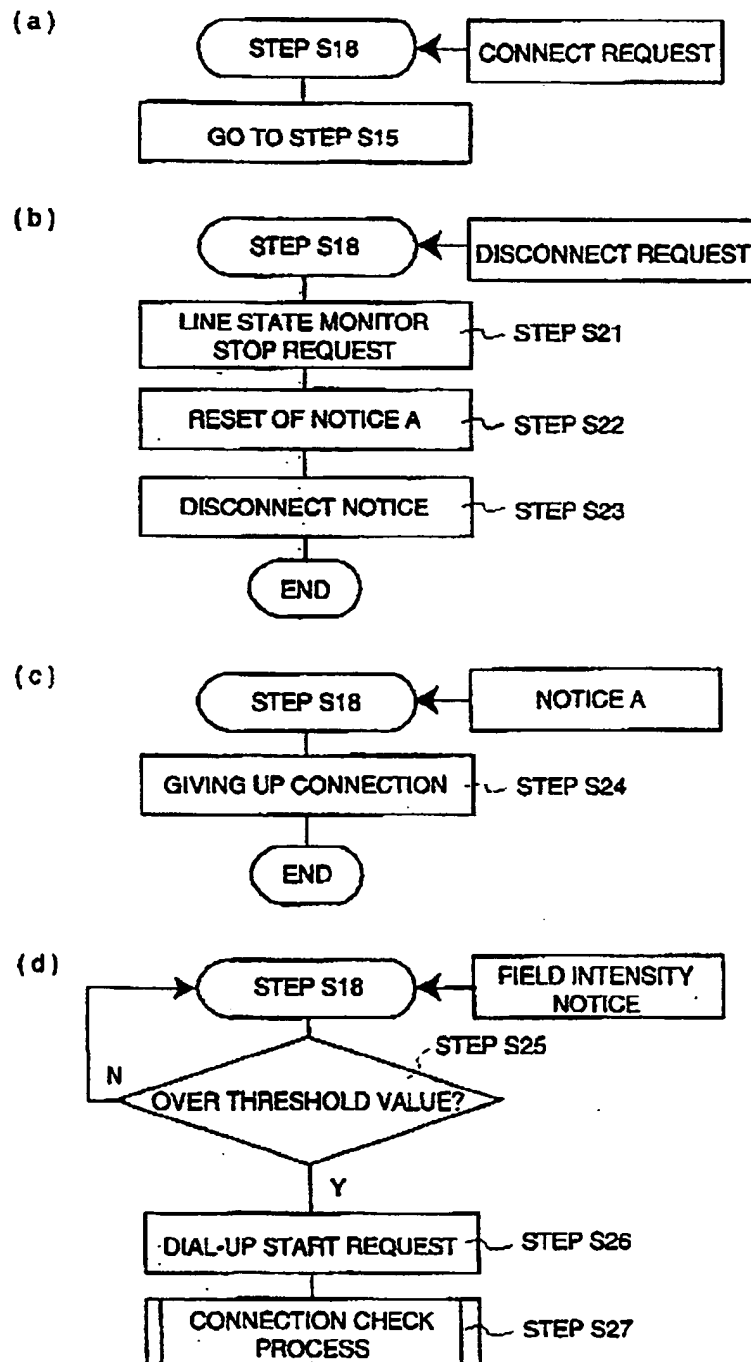 (a)
STEP S18
CONNECT REQUEST
GO TO STEP S15
(b)
STEP S18
DISCONNECT REQUEST
LINE STATE MONITOR
STOP REQUEST
STEP S21
RESET OF NOTICE A
STEP S22
DISCONNECT NOTICE
STEP S23
END
(c)
STEP S18
NOTICE A
GIVING UP CONNECTION
STEP S24
END
(d)
STEP S18
FIELD INTENSITY
NOTICE
STEP S25
N
OVER THRESHOLD VALUE?
Y
DIAL-UP START REQUEST
STEP S26
CONNECTION CHECK
PROCESS
STEP S27